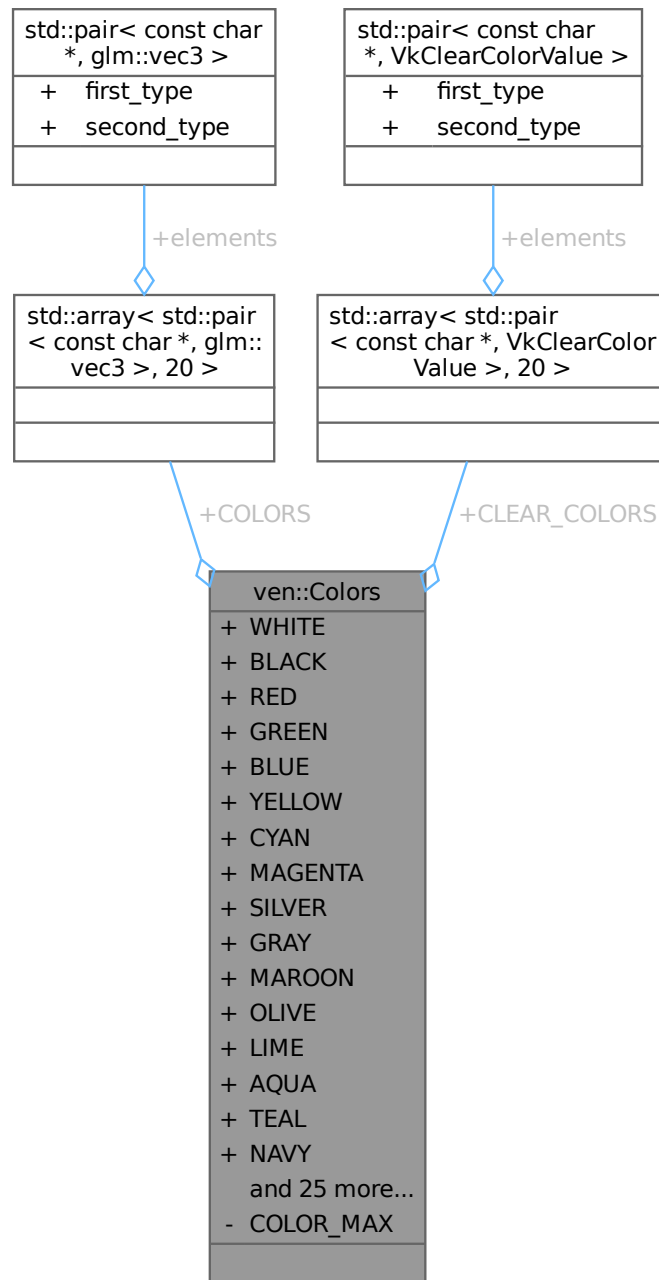 std::pair< const char
*, glm::vec3 >
+ first_type
+ second_type
std::pair< const char
*, VkClearColorValue >
+ first_type
+ second_type
+elements
+elements
std::array< std::pair
< const char *, glm::
vec3 >, 20 >
std::array< std::pair
< const char *, VkClearColor
Value >, 20 >
+COLORS
+CLEAR_COLORS
ven::Colors
+ WHITE
+ BLACK
+ RED
+ GREEN
+ BLUE
+ YELLOW
+ CYAN
+ MAGENTA
+ SILVER
+ GRAY
+ MAROON
+ OLIVE
+ LIME
+ AQUA
+ TEAL
+ NAVY
and 25 more...
- COLOR_MAX